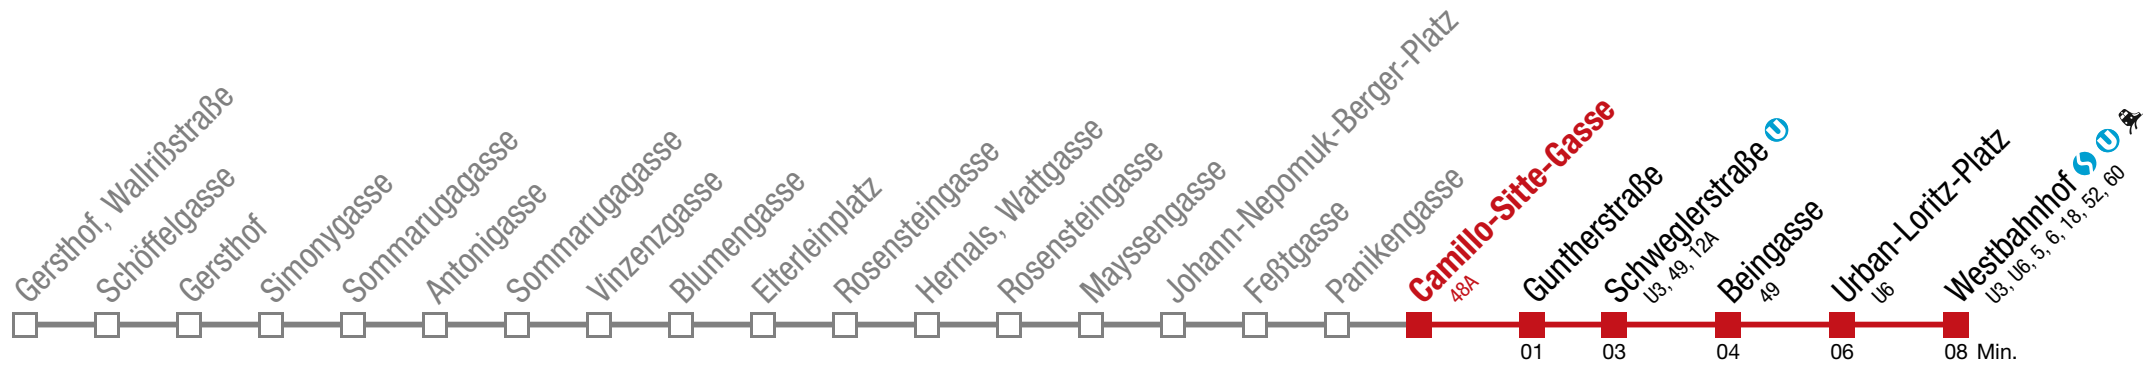 Gersthof, Wallrißstraße
Schöffelgasse
Gersthof
Simonygasse
Sommarugagasse
Antonigasse
Sommarugagasse
Vinzenzgasse
Blumengasse
Elterleinplatz
Rosensteingasse
Hernals, Wattgasse
Rosensteingasse
Mayssengasse
Johann-Nepomuk-Berger-Platz
Feßtgasse
Panikengasse
Camillo-Sitte-Gasse
48A
Guntherstraße
Schweglerstraße U
U3, 49, 12A
Beingasse
49
Urban-Loritz-Platz
U6
Westbahnhof S U
U3, U6, 5, 6, 18, 52, 60
01 03 04 06 08 Min.